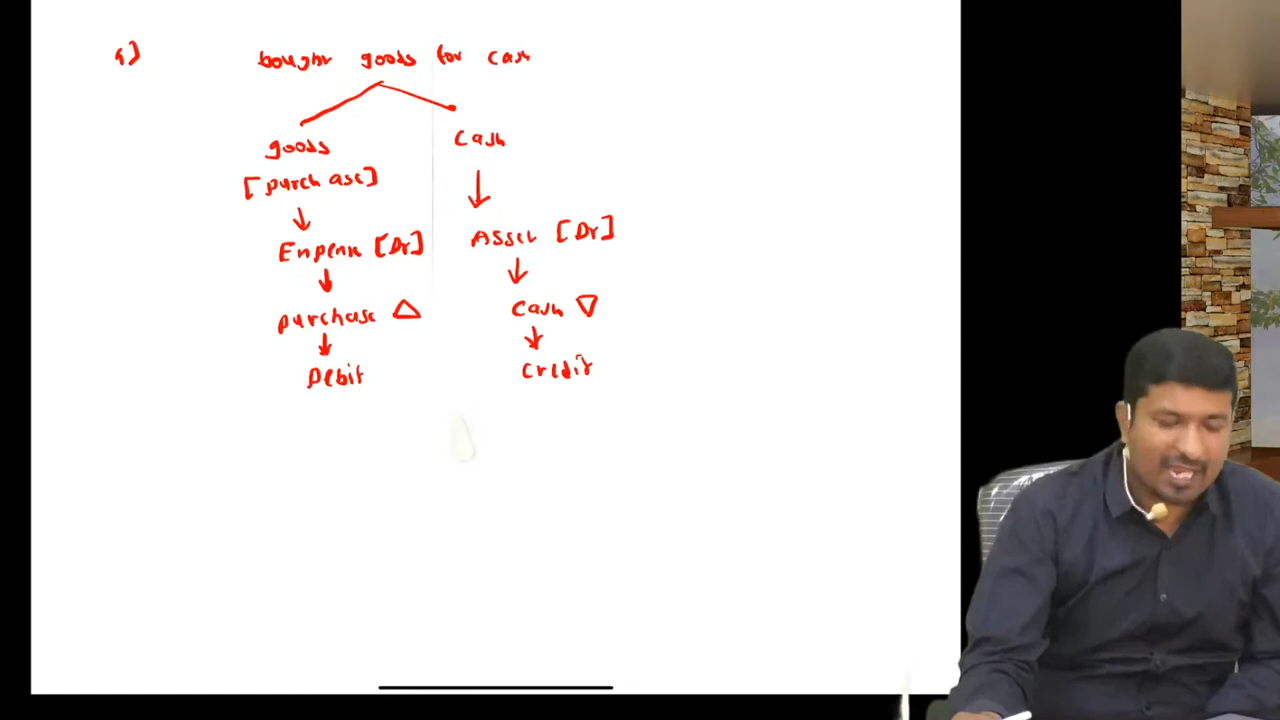 4) bought goods for cash
goods cash
[purchase]
Expense [Dr] Asset [Dr]
purchase △ cash ▽
Debit credit